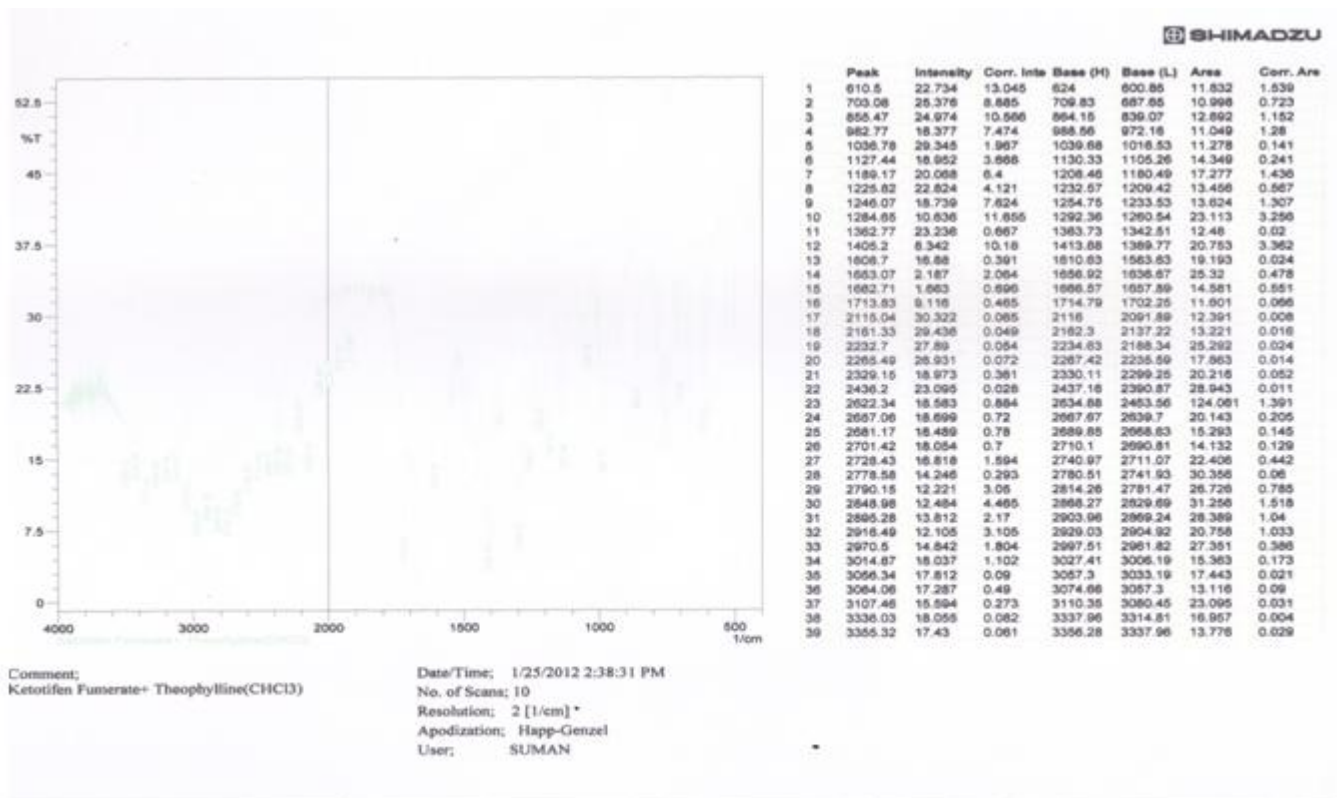 SHIMADZU
Peak Intensity Corr. Inte Base (H) Base (L) Area Corr. Are
1 610.5 22.734 13.045 624 600.85 11.832 1.539
2 703.08 25.376 8.885 709.83 687.85 10.998 0.723
3 855.47 24.974 10.566 864.15 839.07 12.892 1.152
4 982.77 18.377 7.474 988.56 972.16 11.049 1.28
5 1036.78 29.345 1.967 1039.68 1016.53 11.278 0.141
6 1127.44 18.952 3.668 1130.33 1105.26 14.349 0.241
7 1189.17 20.068 6.4 1208.46 1180.49 17.277 1.436
8 1225.82 22.824 4.121 1232.57 1209.42 13.456 0.567
9 1246.07 18.739 7.624 1254.75 1233.53 13.624 1.307
10 1284.65 10.636 11.655 1292.36 1260.54 23.113 3.256
11 1362.77 23.236 0.667 1363.73 1342.51 12.48 0.02
12 1405.2 8.342 10.18 1413.88 1389.77 20.753 3.362
13 1608.7 16.88 0.391 1610.63 1583.63 19.193 0.024
14 1653.07 2.187 2.064 1656.92 1636.67 25.32 0.478
15 1662.71 1.663 0.696 1666.57 1657.89 14.581 0.551
16 1713.83 9.116 0.465 1714.79 1702.25 11.601 0.066
17 2115.04 30.322 0.065 2116 2091.89 12.391 0.008
18 2161.33 29.436 0.049 2162.3 2137.22 13.221 0.016
19 2232.7 27.89 0.054 2234.63 2188.34 25.292 0.024
20 2265.49 26.931 0.072 2267.42 2235.59 17.863 0.014
21 2329.15 18.973 0.361 2330.11 2299.25 20.216 0.052
22 2436.2 23.095 0.026 2437.16 2390.87 28.943 0.011
23 2622.34 18.583 0.884 2634.88 2453.56 124.061 1.391
24 2657.06 18.699 0.72 2667.67 2639.7 20.143 0.205
25 2681.17 18.489 0.78 2689.85 2668.63 15.293 0.145
26 2701.42 18.054 0.7 2710.1 2690.81 14.132 0.129
27 2728.43 16.818 1.594 2740.97 2711.07 22.406 0.442
28 2778.58 14.246 0.293 2780.51 2741.93 30.356 0.06
29 2790.15 12.221 3.05 2814.26 2781.47 26.726 0.785
30 2848.98 12.484 4.465 2868.27 2829.69 31.256 1.518
31 2895.28 13.812 2.17 2903.96 2869.24 28.389 1.04
32 2916.49 12.105 3.105 2929.03 2904.92 20.758 1.033
33 2970.5 14.842 1.804 2997.51 2961.82 27.351 0.386
34 3014.87 18.037 1.102 3027.41 3006.19 15.363 0.173
35 3056.34 17.812 0.09 3057.3 3033.19 17.443 0.021
36 3064.06 17.287 0.49 3074.66 3057.3 13.116 0.09
37 3107.46 15.594 0.273 3110.35 3080.45 23.095 0.031
38 3336.03 18.055 0.082 3337.96 3314.81 16.957 0.004
39 3355.32 17.43 0.061 3356.28 3337.96 13.776 0.029
52.5
%T
45
37.5
30
22.5
15
7.5
0
4000 3000 2000 1500 1000 500
1/cm
Comment;
Ketotifen Fumerate+ Theophylline(CHCl3)
Date/Time; 1/25/2012 2:38:31 PM
No. of Scans; 10
Resolution; 2 [1/cm]
Apodization; Happ-Genzel
User; SUMAN